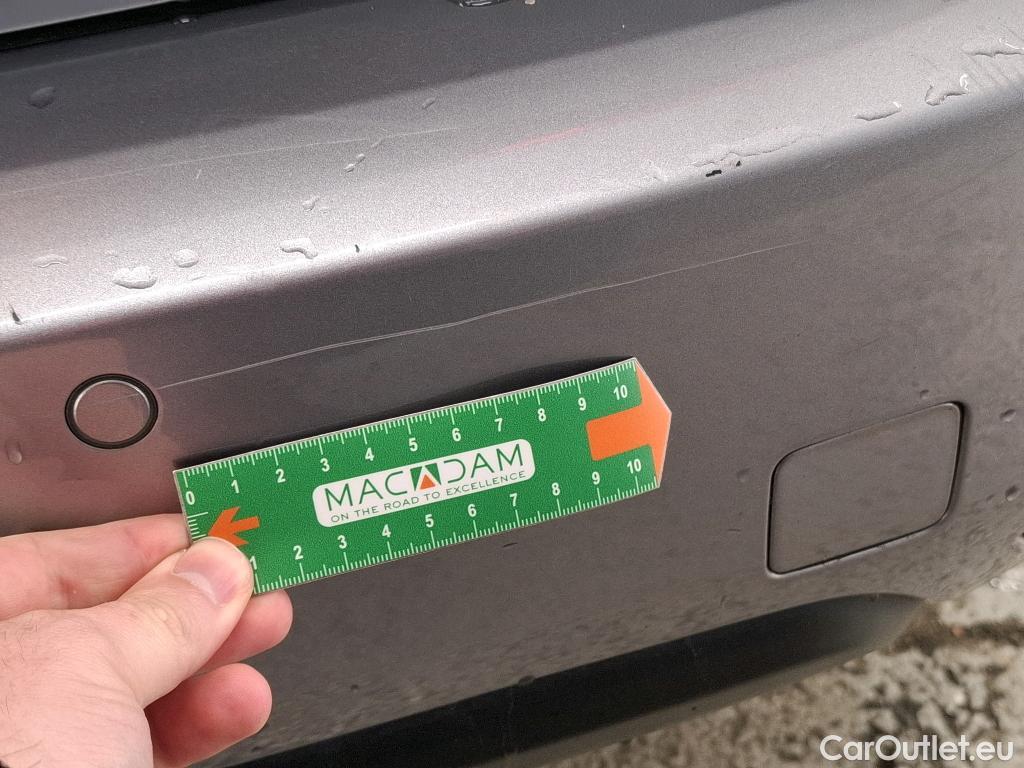 0 1 2 3 4 5 6 7 8 9 10
MACADAM
ON THE ROAD TO EXCELLENCE
1 2 3 4 5 6 7 8 9 10
CarOutlet.eu